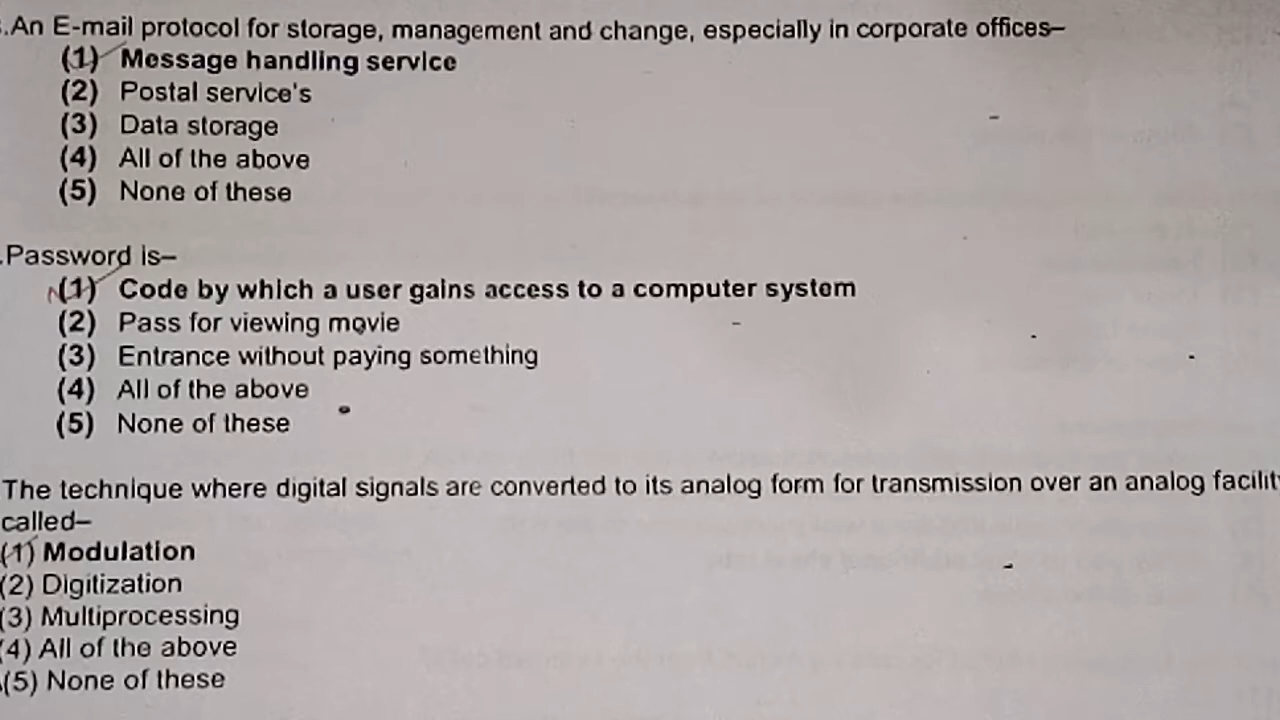 .An E-mail protocol for storage, management and change, especially in corporate offices–
(1) Message handling service
(2) Postal service's
(3) Data storage
(4) All of the above
(5) None of these
.Password is–
(1) Code by which a user gains access to a computer system
(2) Pass for viewing movie
(3) Entrance without paying something
(4) All of the above
(5) None of these
The technique where digital signals are converted to its analog form for transmission over an analog facilit
called–
(1) Modulation
(2) Digitization
(3) Multiprocessing
(4) All of the above
(5) None of these